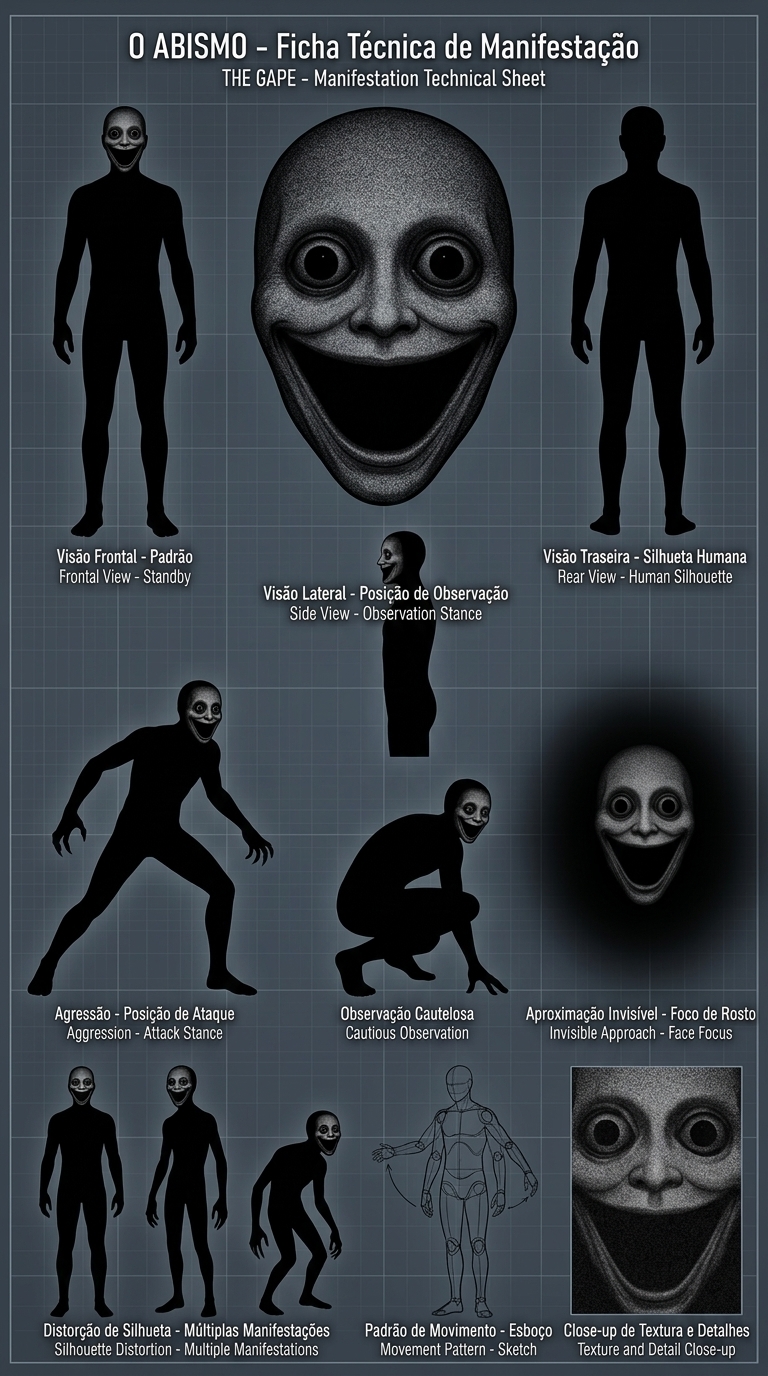 O ABISMO - Ficha Técnica de Manifestação
THE GAPE - Manifestation Technical Sheet
Visão Frontal - Padrão
Frontal View - Standby
Visão Lateral - Posição de Observação
Side View - Observation Stance
Visão Traseira - Silhueta Humana
Rear View - Human Silhouette
Agressão - Posição de Ataque
Aggression - Attack Stance
Observação Cautelosa
Cautious Observation
Aproximação Invisível - Foco de Rosto
Invisible Approach - Face Focus
Distorção de Silhueta - Múltiplas Manifestações
Silhouette Distortion - Multiple Manifestations
Padrão de Movimento - Esboço
Movement Pattern - Sketch
Close-up de Textura e Detalhes
Texture and Detail Close-up